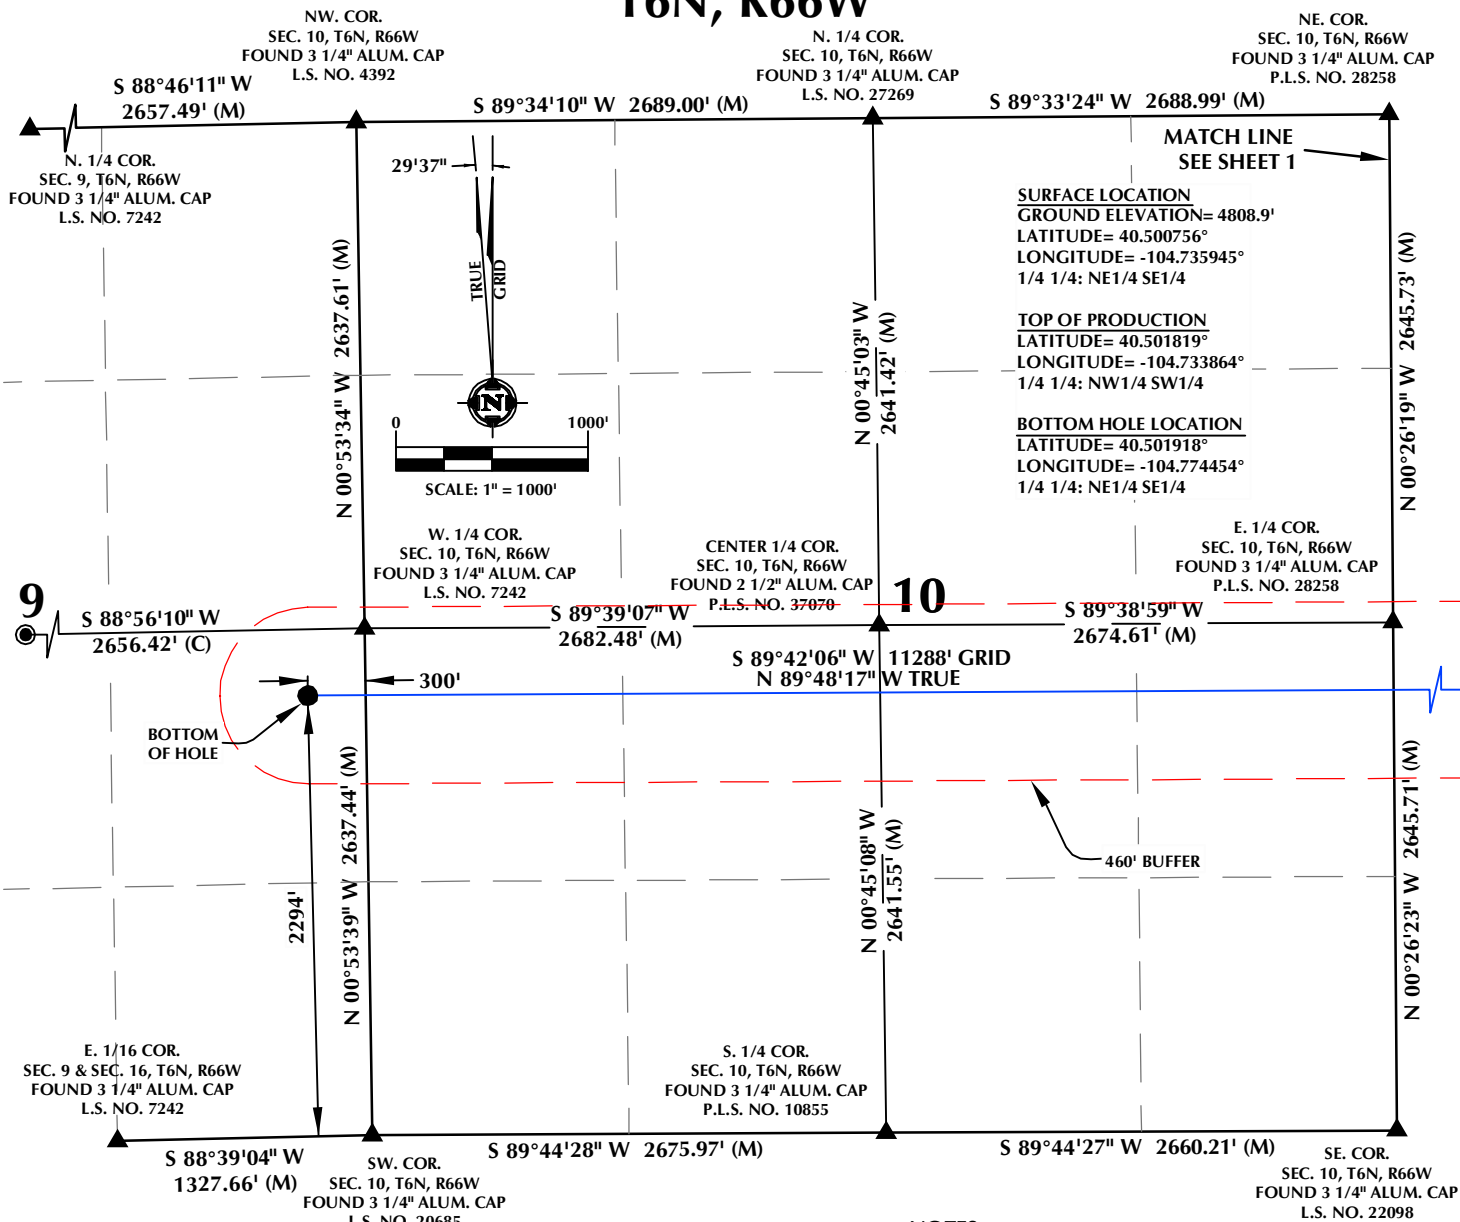 T6N, R66W
NW. COR.
SEC. 10, T6N, R66W
FOUND 3 1/4" ALUM. CAP
L.S. NO. 4392
N. 1/4 COR.
SEC. 10, T6N, R66W
FOUND 3 1/4" ALUM. CAP
L.S. NO. 27269
NE. COR.
SEC. 10, T6N, R66W
FOUND 3 1/4" ALUM. CAP
P.L.S. NO. 28258
S 88°46'11" W
2657.49' (M)
S 89°34'10" W 2689.00' (M)
S 89°33'24" W 2688.99' (M)
N. 1/4 COR.
SEC. 9, T6N, R66W
FOUND 3 1/4" ALUM. CAP
L.S. NO. 7242
29'37"
TRUE
GRID
N
0 1000'
SCALE: 1" = 1000'
MATCH LINE
SEE SHEET 1
SURFACE LOCATION
GROUND ELEVATION= 4808.9'
LATITUDE= 40.500756°
LONGITUDE= -104.735945°
1/4 1/4: NE1/4 SE1/4
TOP OF PRODUCTION
LATITUDE= 40.501819°
LONGITUDE= -104.733864°
1/4 1/4: NW1/4 SW1/4
BOTTOM HOLE LOCATION
LATITUDE= 40.501918°
LONGITUDE= -104.774454°
1/4 1/4: NE1/4 SE1/4
N 00°53'34" W 2637.61' (M)
N 00°45'03" W
2641.42' (M)
N 00°26'19" W 2645.73' (M)
W. 1/4 COR.
SEC. 10, T6N, R66W
FOUND 3 1/4" ALUM. CAP
L.S. NO. 7242
CENTER 1/4 COR.
SEC. 10, T6N, R66W
FOUND 2 1/2" ALUM. CAP
P.L.S. NO. 37070
E. 1/4 COR.
SEC. 10, T6N, R66W
FOUND 3 1/4" ALUM. CAP
P.L.S. NO. 28258
9
10
S 88°56'10" W
2656.42' (C)
S 89°39'07" W
2682.48' (M)
S 89°38'59" W
2674.61' (M)
S 89°42'06" W 11288' GRID
N 89°48'17" W TRUE
300'
BOTTOM
OF HOLE
2294'
N 00°53'39" W 2637.44' (M)
N 00°45'08" W
2641.55' (M)
N 00°26'23" W 2645.71' (M)
460' BUFFER
E. 1/16 COR.
SEC. 9 & SEC. 16, T6N, R66W
FOUND 3 1/4" ALUM. CAP
L.S. NO. 7242
S. 1/4 COR.
SEC. 10, T6N, R66W
FOUND 3 1/4" ALUM. CAP
P.L.S. NO. 10855
S 88°39'04" W
1327.66' (M)
S 89°44'28" W 2675.97' (M)
S 89°44'27" W 2660.21' (M)
SW. COR.
SEC. 10, T6N, R66W
FOUND 3 1/4" ALUM. CAP
L.S. NO. 20685
SE. COR.
SEC. 10, T6N, R66W
FOUND 3 1/4" ALUM. CAP
L.S. NO. 22098
NOTES